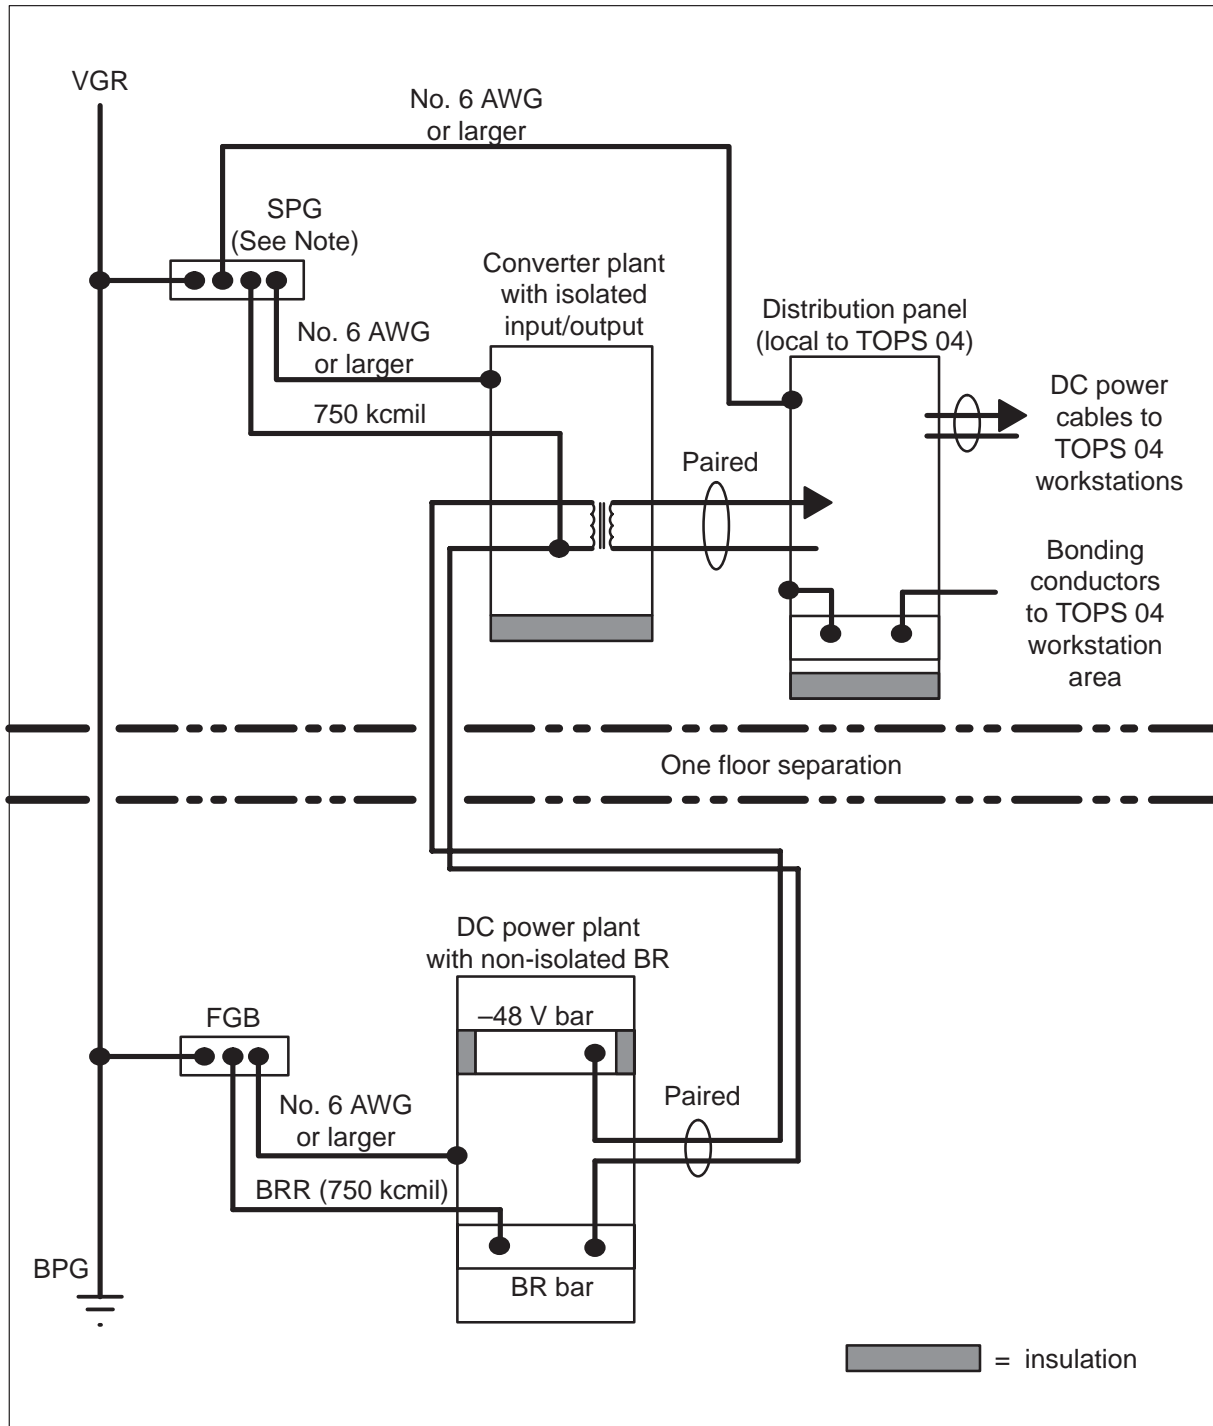 VGR
No. 6 AWG
or larger
SPG
(See Note)
Converter plant
with isolated
input/output
Distribution panel
(local to TOPS 04)
No. 6 AWG
or larger
750 kcmil
DC power
cables to
TOPS 04
workstations
Paired
Bonding
conductors
to TOPS 04
workstation
area
One floor separation
DC power plant
with non-isolated BR
–48 V bar
FGB
No. 6 AWG
or larger
Paired
BRR (750 kcmil)
BPG
BR bar
= insulation